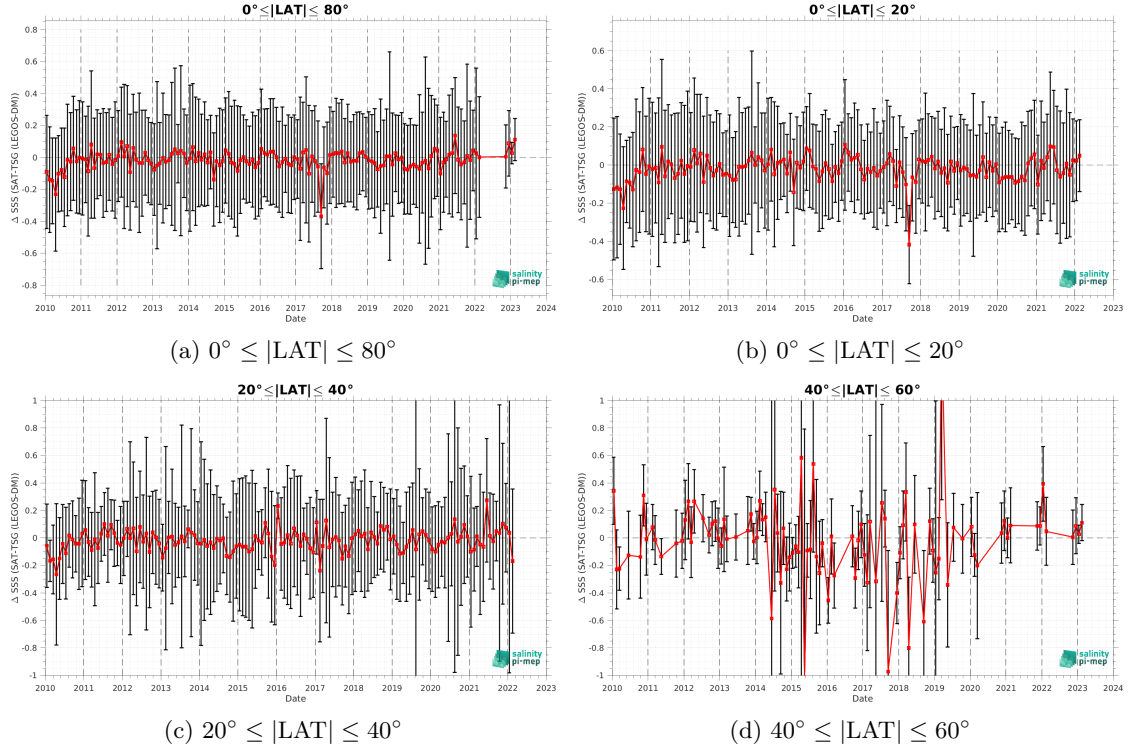 0°≤|LAT|≤ 80°
Δ SSS (SAT-TSG (LEGOS-DM))
0.8
0.6
0.4
0.2
0
-0.2
-0.4
-0.6
-0.8
2010 2011 2012 2013 2014 2015 2016 2017 2018 2019 2020 2021 2022 2023 2024
Date
salinity
pi-mep
(a) 0° ≤ |LAT| ≤ 80°
0°≤|LAT|≤ 20°
Δ SSS (SAT-TSG (LEGOS-DM))
0.6
0.4
0.2
0
-0.2
-0.4
-0.6
2010 2011 2012 2013 2014 2015 2016 2017 2018 2019 2020 2021 2022 2023
Date
salinity
pi-mep
(b) 0° ≤ |LAT| ≤ 20°
20°≤|LAT|≤ 40°
Δ SSS (SAT-TSG (LEGOS-DM))
1
0.8
0.6
0.4
0.2
0
-0.2
-0.4
-0.6
-0.8
-1
2010 2011 2012 2013 2014 2015 2016 2017 2018 2019 2020 2021 2022 2023
Date
salinity
pi-mep
(c) 20° ≤ |LAT| ≤ 40°
40°≤|LAT|≤ 60°
Δ SSS (SAT-TSG (LEGOS-DM))
1
0.8
0.6
0.4
0.2
0
-0.2
-0.4
-0.6
-0.8
-1
2010 2011 2012 2013 2014 2015 2016 2017 2018 2019 2020 2021 2022 2023 2024
Date
salinity
pi-mep
(d) 40° ≤ |LAT| ≤ 60°